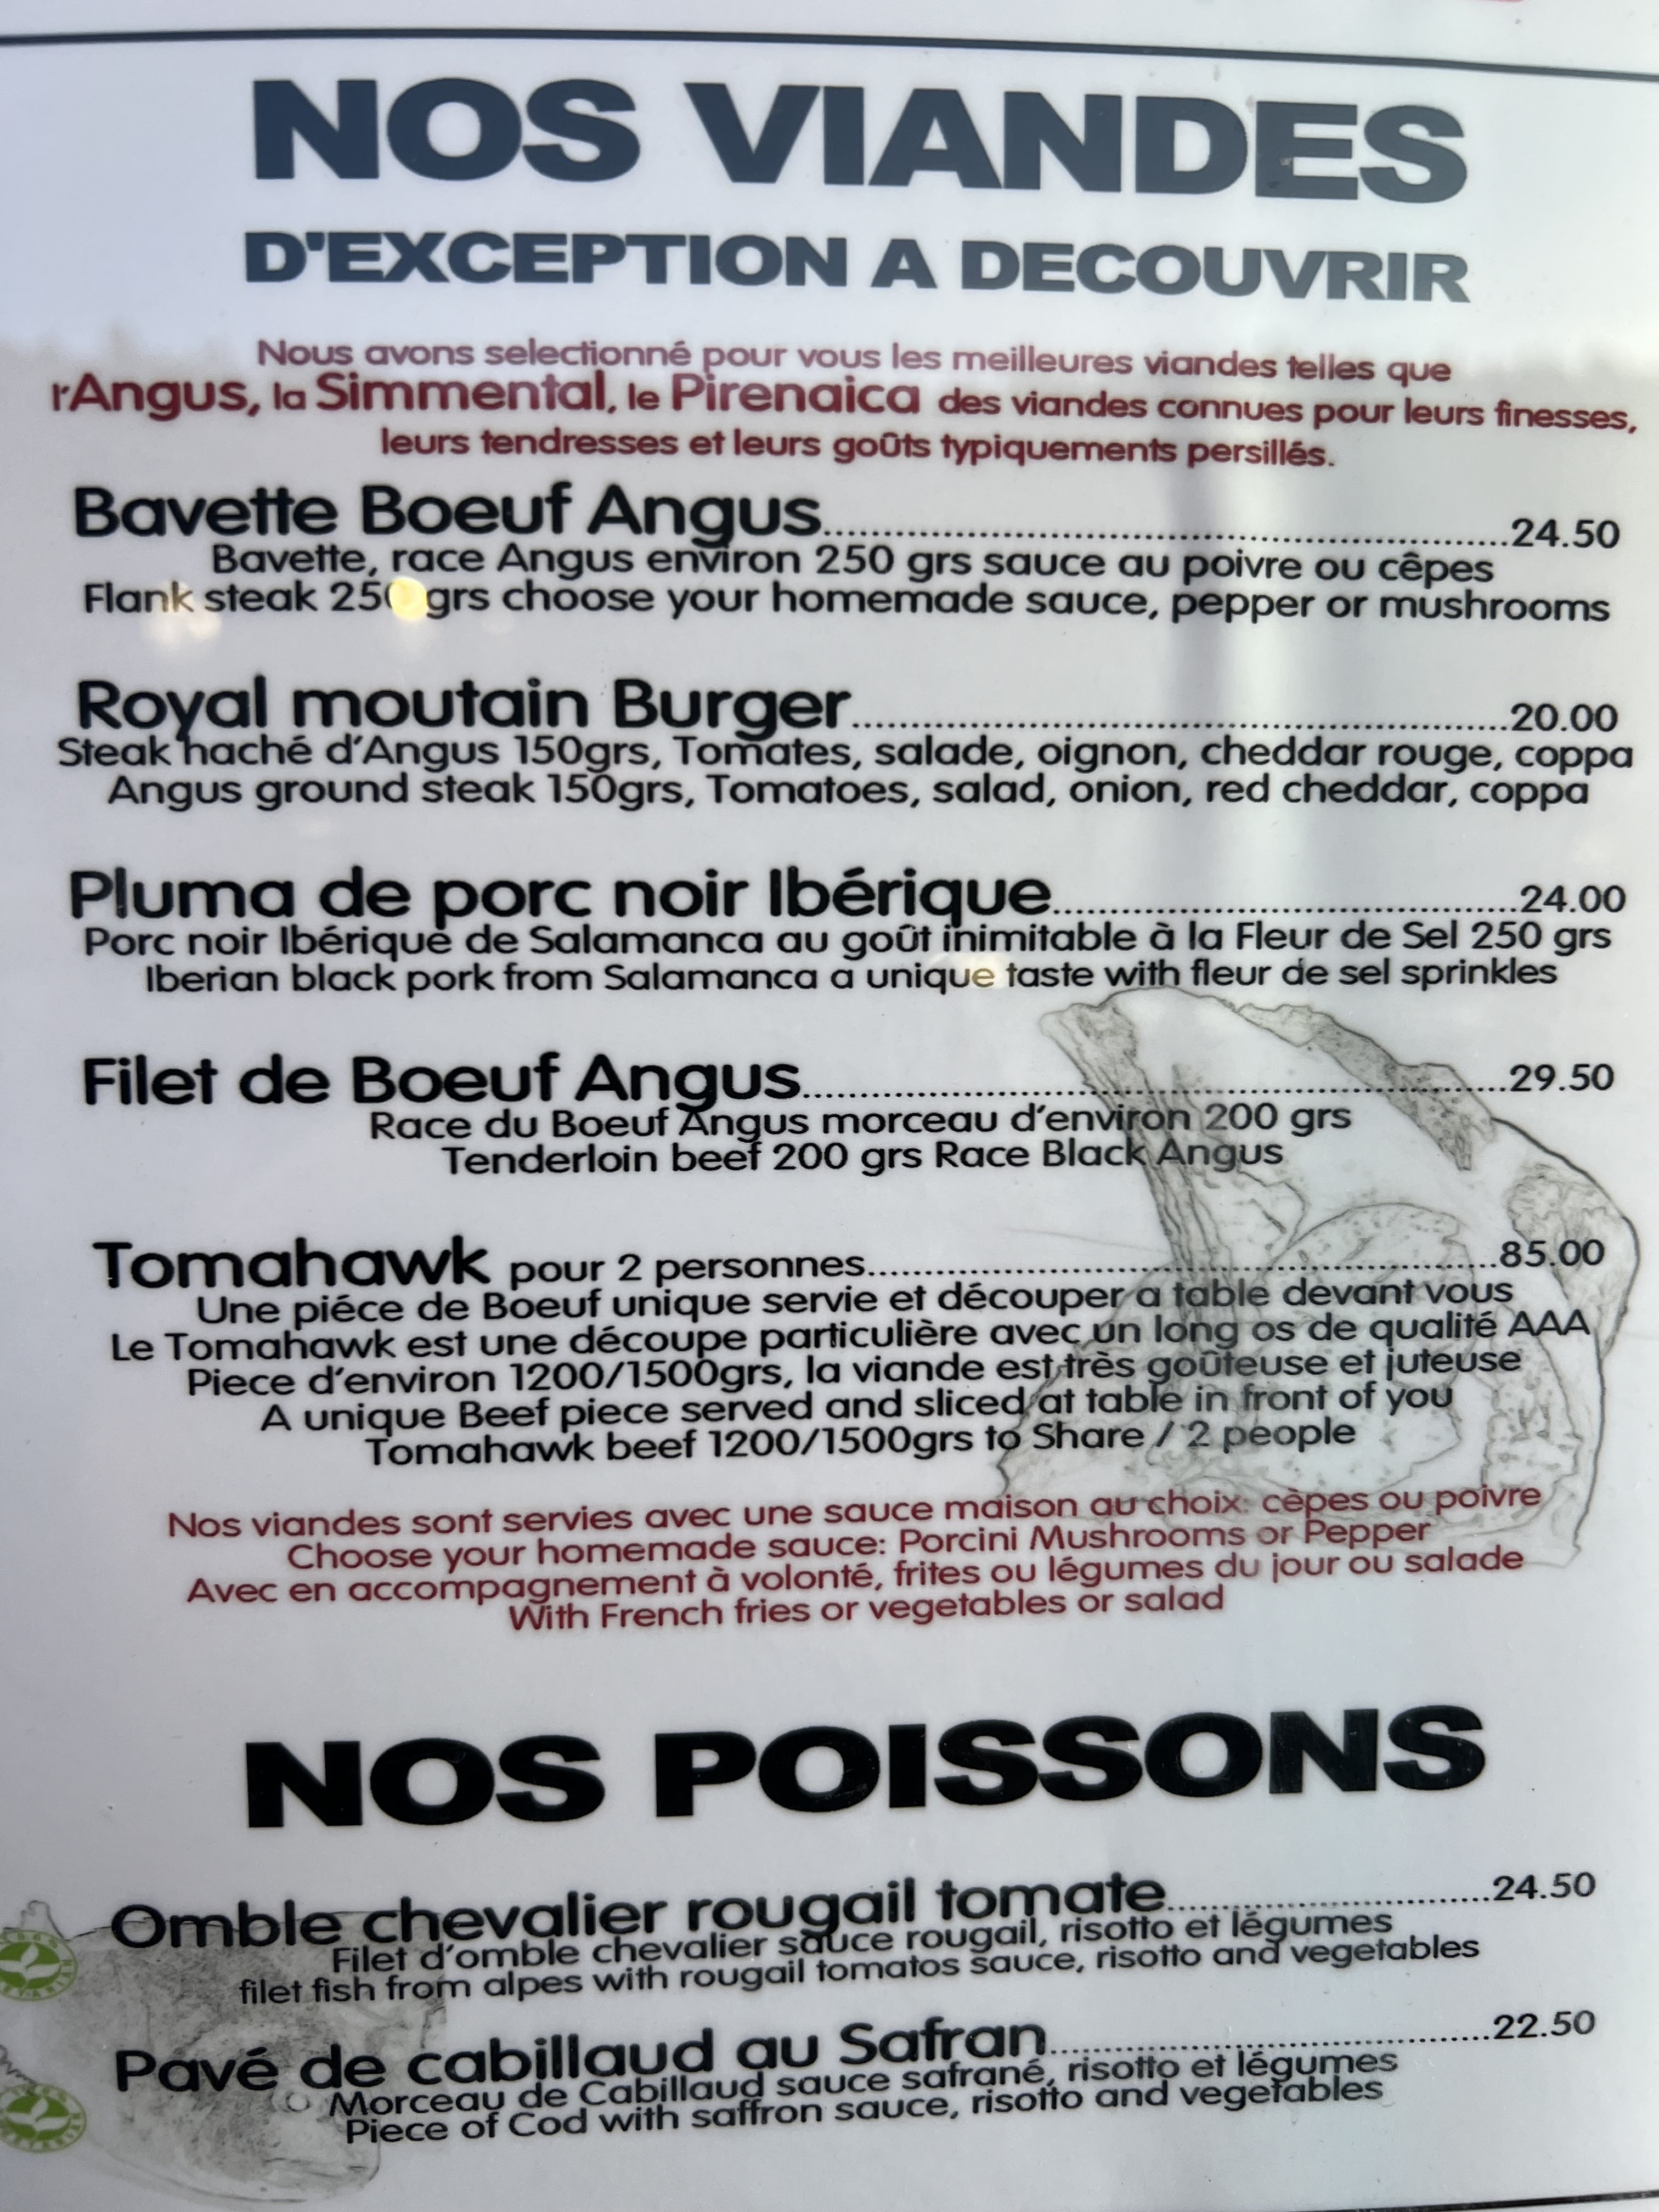 NOS VIANDES
D'EXCEPTION A DECOUVRIR
Nous avons selectionné pour vous les meilleures viandes telles que
l'Angus, la Simmental, le Pirenaica des viandes connues pour leurs finesses,
leurs tendresses et leurs goûts typiquements persillés.
Bavette Boeuf Angus.......................................................24.50
Bavette, race Angus environ 250 grs sauce au poivre ou cêpes
Flank steak 250 grs choose your homemade sauce, pepper or mushrooms
Royal moutain Burger....................................................20.00
Steak haché d'Angus 150grs, Tomates, salade, oignon, cheddar rouge, coppa
Angus ground steak 150grs, Tomatoes, salad, onion, red cheddar, coppa
Pluma de porc noir Ibérique.....................................24.00
Porc noir Ibérique de Salamanca au goût inimitable à la Fleur de Sel 250 grs
Iberian black pork from Salamanca a unique taste with fleur de sel sprinkles
Filet de Boeuf Angus........................................................29.50
Race du Boeuf Angus morceau d'environ 200 grs
Tenderloin beef 200 grs Race Black Angus
Tomahawk pour 2 personnes..................................................85.00
Une piéce de Boeuf unique servie et découper a table devant vous
Le Tomahawk est une découpe particulière avec un long os de qualité AAA
Piece d'environ 1200/1500grs, la viande est très goûteuse et juteuse
A unique Beef piece served and sliced at table in front of you
Tomahawk beef 1200/1500grs to Share / 2 people
Nos viandes sont servies avec une sauce maison au choix: cèpes ou poivre
Choose your homemade sauce: Porcini Mushrooms or Pepper
Avec en accompagnement à volonté, frites ou légumes du jour ou salade
With French fries or vegetables or salad
NOS POISSONS
Omble chevalier rougail tomate..........................24.50
Filet d'omble chevalier sauce rougail, risotto et légumes
filet fish from alpes with rougail tomatos sauce, risotto and vegetables
Pavé de cabillaud au Safran...................................22.50
Morceau de Cabillaud sauce safrané, risotto et légumes
Piece of Cod with saffron sauce, risotto and vegetables